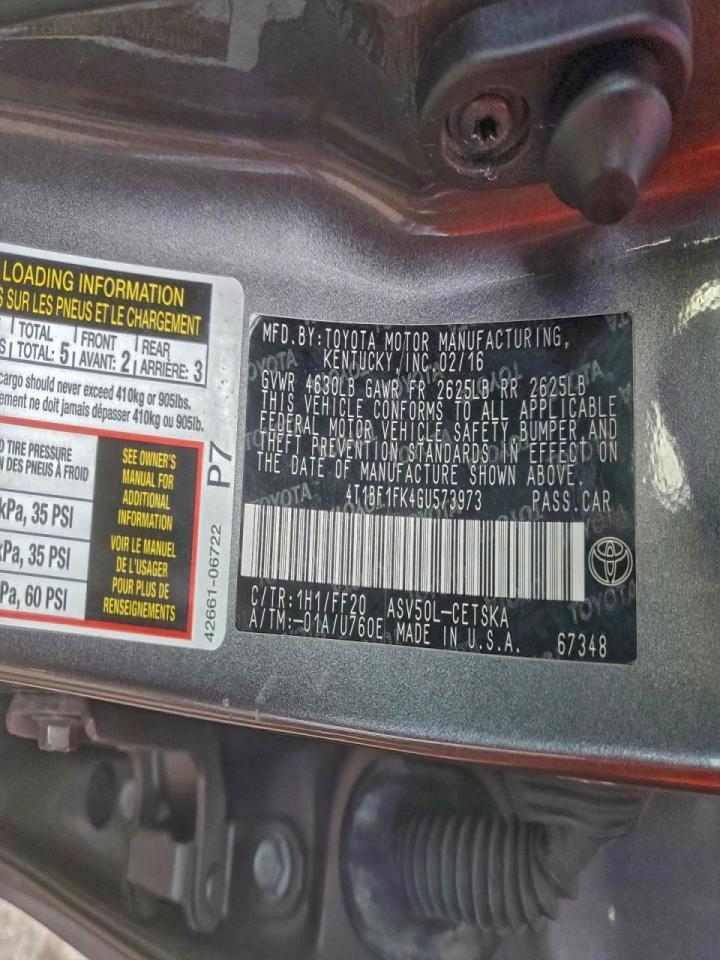 LOADING INFORMATION
SUR LES PNEUS ET LE CHARGEMENT
TOTAL FRONT REAR
TOTAL: 5 AVANT: 2 ARRIÈRE: 3
cargo should never exceed 410kg or 905lbs.
ne doit jamais dépasser 410kg ou 905lb.
TIRE PRESSURE
DES PNEUS À FROID
kPa, 35 PSI
kPa, 35 PSI
kPa, 60 PSI
SEE OWNER'S
MANUAL FOR
ADDITIONAL
INFORMATION
VOIR LE MANUEL
DE L'USAGER
POUR PLUS DE
RENSEIGNEMENTS
P7
42661-06722
MFD.BY:TOYOTA MOTOR MANUFACTURING,
KENTUCKY,INC 02/16
GVWR 4630LB GAWR FR 2625LB RR 2625LB
THIS VEHICLE CONFORMS TO ALL APPLICABLE
FEDERAL MOTOR VEHICLE SAFETY, BUMPER AND
THEFT PREVENTION STANDARDS IN EFFECT ON
THE DATE OF MANUFACTURE SHOWN ABOVE.
4T1BF1FK4GU573973 PASS.CAR
C/TR:1H1/FF20 ASV50L-CETSKA
A/TM:-01A/U760E MADE IN U.S.A. 67348